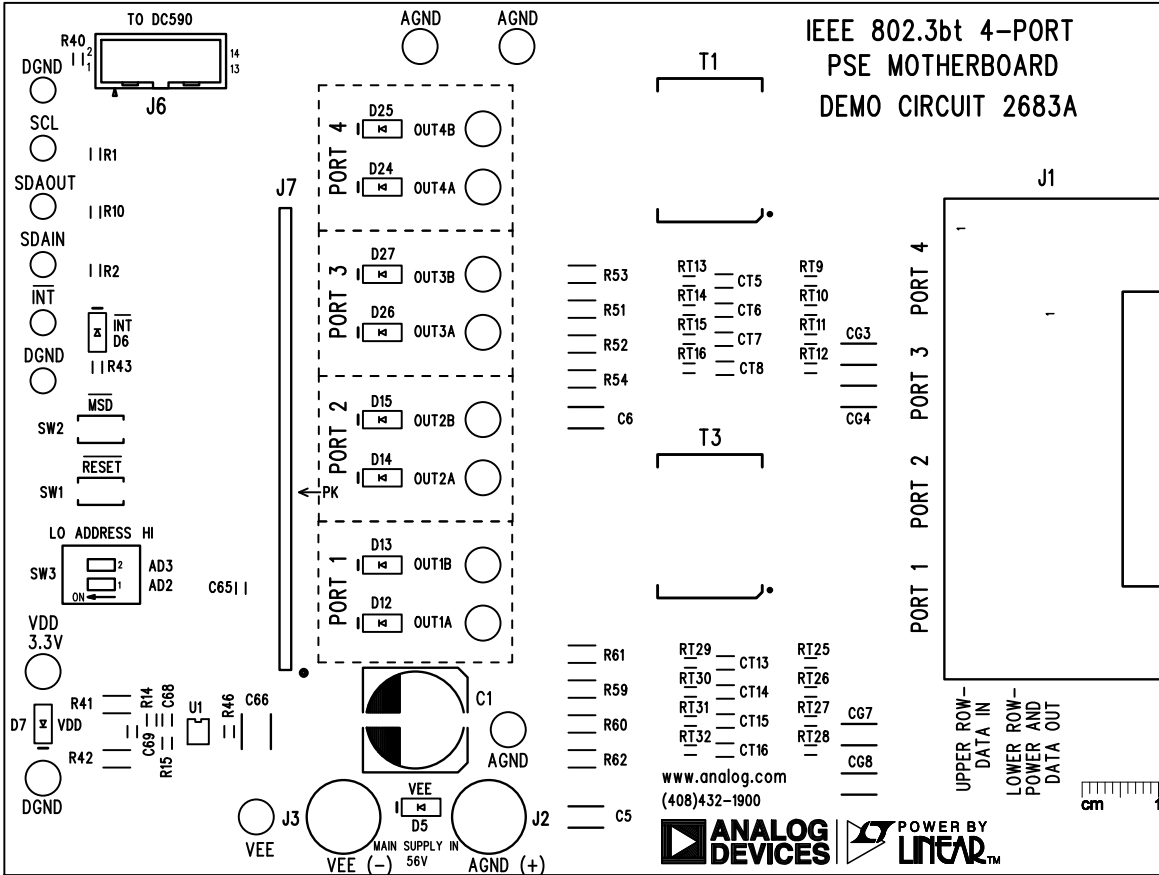 TO DC590
R40
2
1
14
13
J6
DGND
SCL
SDAOUT
SDAIN
INT
DGND
R1
R10
R2
INT
D6
R43
MSD
SW2
RESET
SW1
LO ADDRESS HI
SW3
2
1
AD3
AD2
ON
C65
VDD
3.3V
R41
R14
C68
U1
R46
C66
D7
VDD
C69
R15
R42
DGND
AGND
AGND
J7
PK
PORT 4
D25
OUT4B
D24
OUT4A
PORT 3
D27
OUT3B
D26
OUT3A
PORT 2
D15
OUT2B
D14
OUT2A
PORT 1
D13
OUT1B
D12
OUT1A
C1
AGND
VEE
J3
VEE
D5
J2
MAIN SUPPLY IN
56V
VEE (-)
AGND (+)
IEEE 802.3bt 4-PORT
PSE MOTHERBOARD
DEMO CIRCUIT 2683A
T1
R53
R51
R52
R54
C6
RT13
RT14
RT15
RT16
CT5
CT6
CT7
CT8
RT9
RT10
RT11
RT12
CG3
CG4
T3
R61
R59
R60
R62
C5
RT29
RT30
RT31
RT32
CT13
CT14
CT15
CT16
RT25
RT26
RT27
RT28
CG7
CG8
J1
1
1
PORT 4
PORT 3
PORT 2
PORT 1
UPPER ROW-
DATA IN
LOWER ROW-
POWER AND
DATA OUT
cm
1
www.analog.com
(408)432-1900
ANALOG
DEVICES
LT
POWER BY
LINEAR™